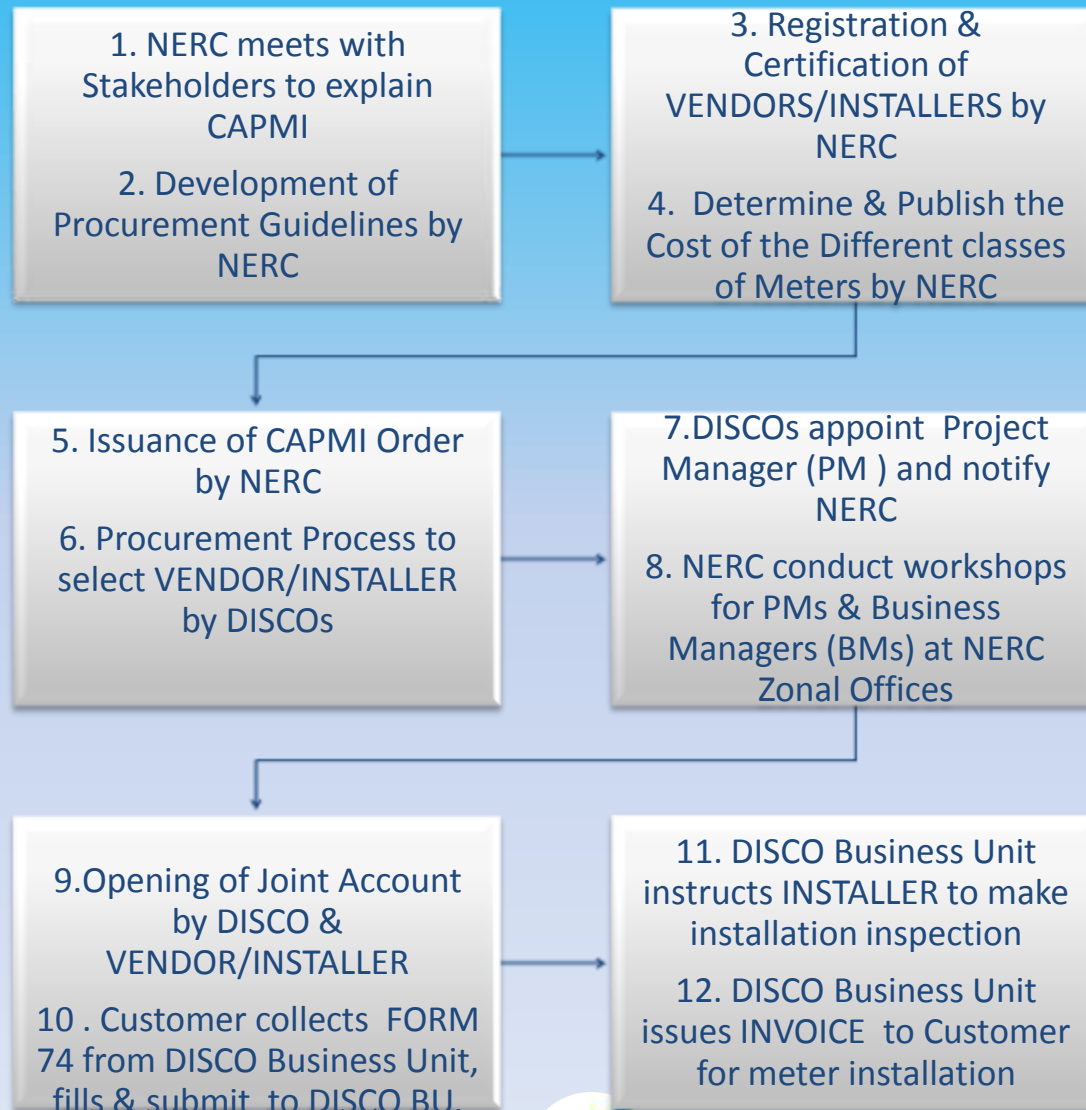 1. NERC meets with
Stakeholders to explain
CAPMI
2. Development of
Procurement Guidelines by
NERC
3. Registration &
Certification of
VENDORS/INSTALLERS by
NERC
4. Determine & Publish the
Cost of the Different classes
of Meters by NERC
5. Issuance of CAPMI Order
by NERC
6. Procurement Process to
select VENDOR/INSTALLER
by DISCOs
7.DISCOs appoint Project
Manager (PM ) and notify
NERC
8. NERC conduct workshops
for PMs & Business
Managers (BMs) at NERC
Zonal Offices
9.Opening of Joint Account
by DISCO &
VENDOR/INSTALLER
10 . Customer collects FORM
74 from DISCO Business Unit,
fills & submit to DISCO BU.
11. DISCO Business Unit
instructs INSTALLER to make
installation inspection
12. DISCO Business Unit
issues INVOICE to Customer
for meter installation